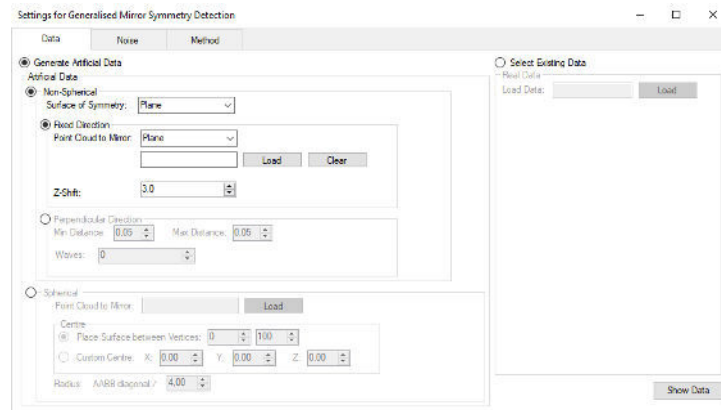 Settings for Generalised Mirror Symmetry Detection
Data Noise Method
Generate Artificial Data
Artificial Data
Non-Spherical
Surface of Symmetry: Plane
Fixed Direction
Point Cloud to Mirror: Plane
Load Clear
Z-Shift: 3.0
Perpendicular Direction
Min Distance: 0.05 Max Distance: 0.05
Waves: 0
Spherical
Point Cloud to Mirror: Load
Centre
Place Surface between Vertices: 0 100
Custom Centre: X: 0.00 Y: 0.00 Z: 0.00
Radius: AABB diagonal / 4.00
Select Existing Data
Real Data
Load Data: Load
Show Data